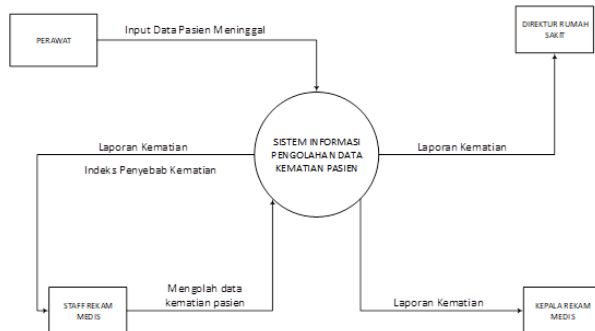 PERAWAT
Input Data Pasien Meninggal
DIREKTUR RUMAH
SAKIT
SISTEM INFORMASI
PENGOLAHAN DATA
KEMATIAN PASIEN
Laporan Kematian
Indeks Penyebab Kematian
Laporan Kematian
STAFF REKAM
MEDIS
Mengolah data
kematian pasien
Laporan Kematian
KEPALA REKAM
MEDIS